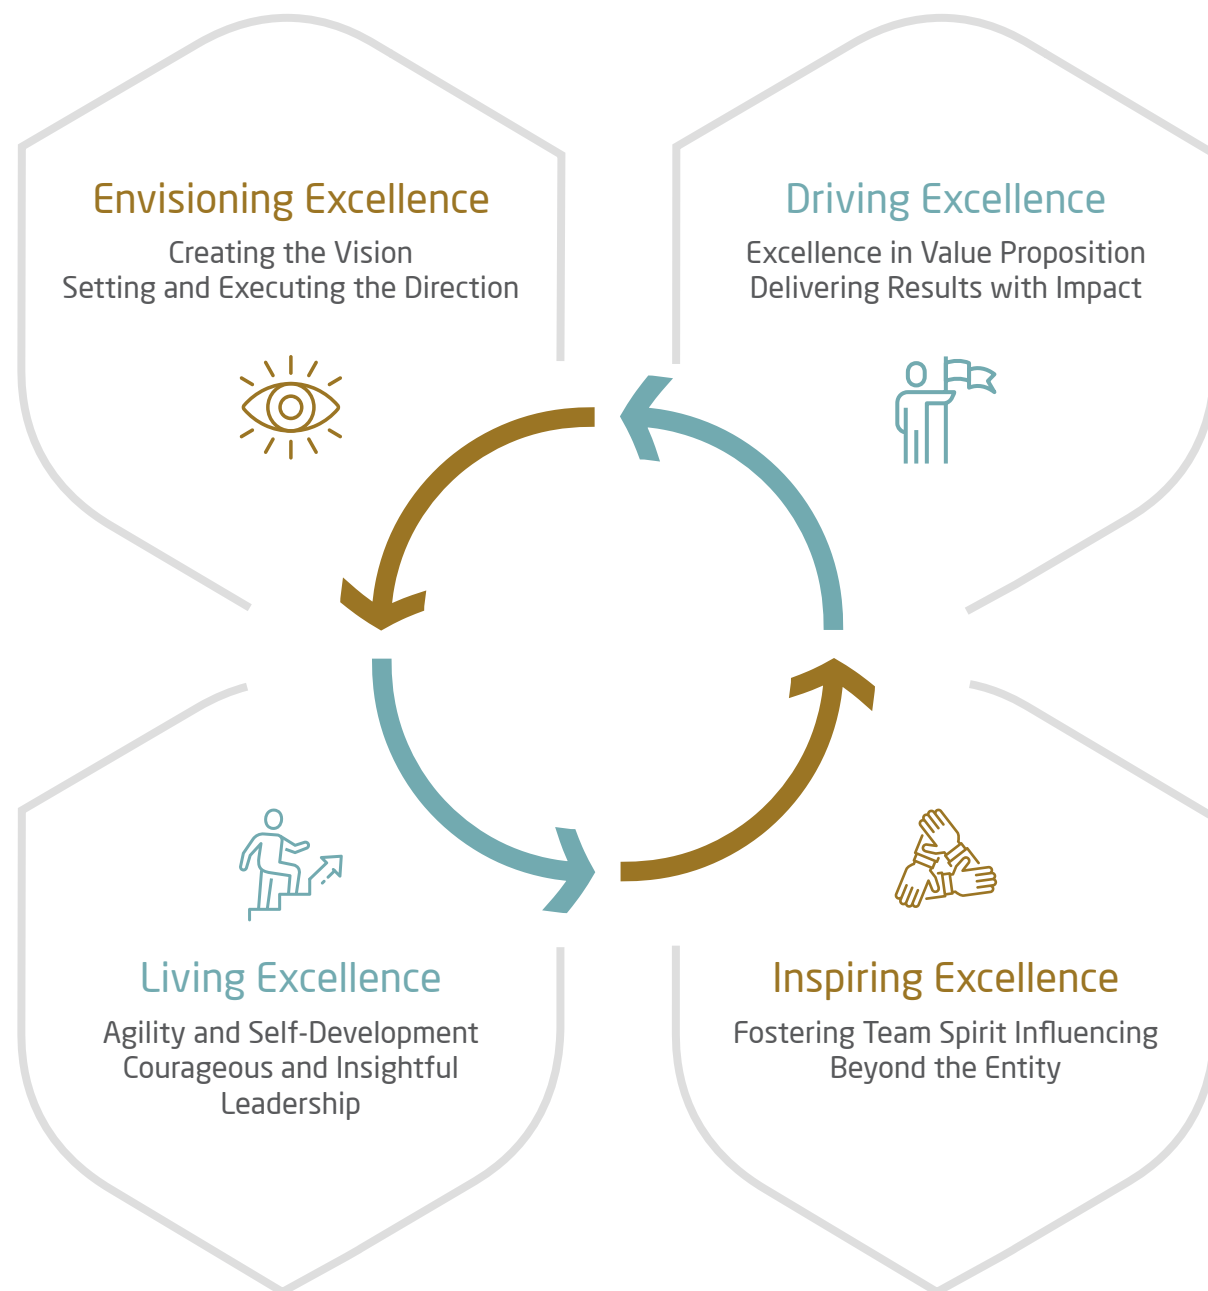 Envisioning Excellence
Creating the Vision
Setting and Executing the Direction
Driving Excellence
Excellence in Value Proposition
Delivering Results with Impact
Living Excellence
Agility and Self-Development
Courageous and Insightful
Leadership
Inspiring Excellence
Fostering Team Spirit Influencing
Beyond the Entity